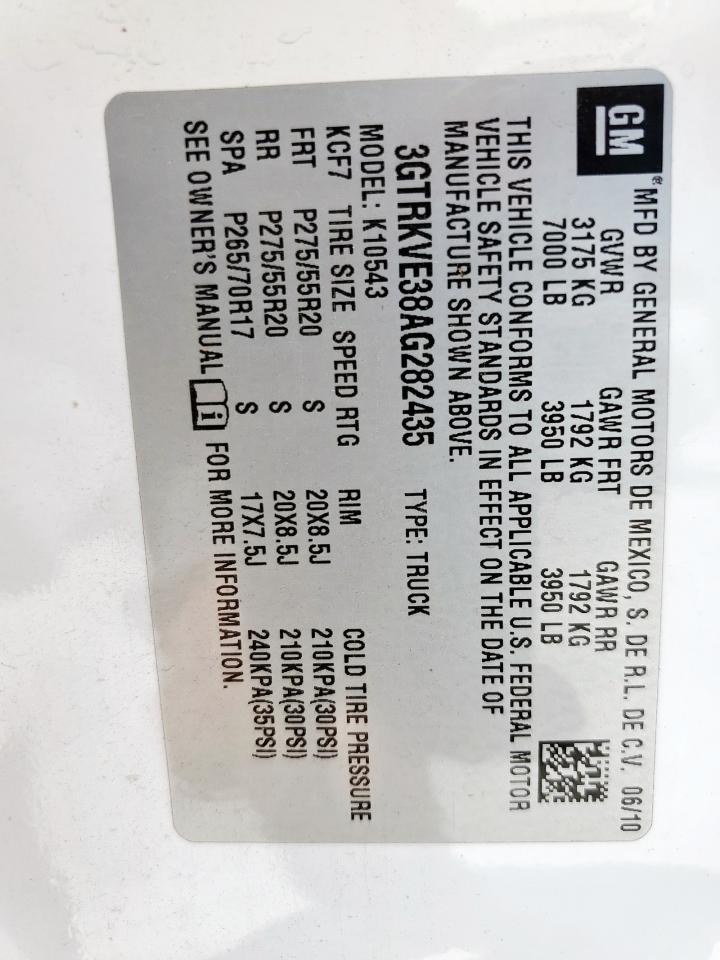 GM
® MFD BY GENERAL MOTORS DE MEXICO, S. DE R.L. DE C.V. 06/10
GVWR GAWR FRT GAWR RR
3175 KG 1792 KG 1792 KG
7000 LB 3950 LB 3950 LB
THIS VEHICLE CONFORMS TO ALL APPLICABLE U.S. FEDERAL MOTOR
VEHICLE SAFETY STANDARDS IN EFFECT ON THE DATE OF
MANUFACTURE SHOWN ABOVE.
3GTRKVE38AG282435 TYPE: TRUCK
MODEL: K10543
KCF7 TIRE SIZE SPEED RTG RIM COLD TIRE PRESSURE
FRT P275/55R20 S 20X8.5J 210KPA(30PSI)
RR P275/55R20 S 20X8.5J 210KPA(30PSI)
SPA P265/70R17 S 17X7.5J 240KPA(35PSI)
SEE OWNER'S MANUAL i FOR MORE INFORMATION.